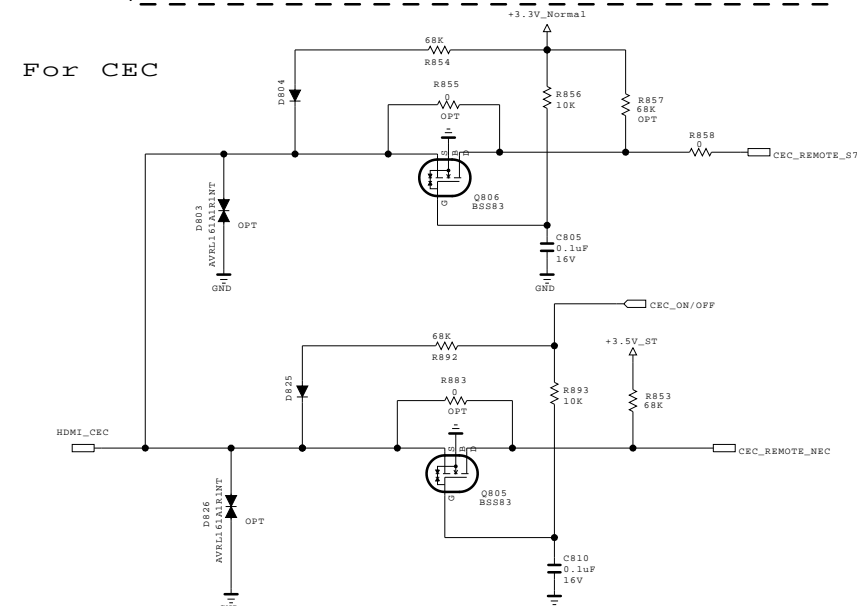 +3.3V_Normal
For CEC
68K
R854
D804
R855
0
OPT
R856
10K
R857
68K
OPT
R858
0
CEC_REMOTE_S7
S
B
D
G
Q806
BSS83
D803
AVRL161A1R1NT
OPT
GND
C805
0.1uF
16V
GND
CEC_ON/OFF
68K
R892
+3.5V_ST
D825
R883
0
OPT
R893
10K
R853
68K
HDMI_CEC
CEC_REMOTE_NEC
S
B
D
G
Q805
BSS83
D826
AVRL161A1R1NT
OPT
C810
0.1uF
16V